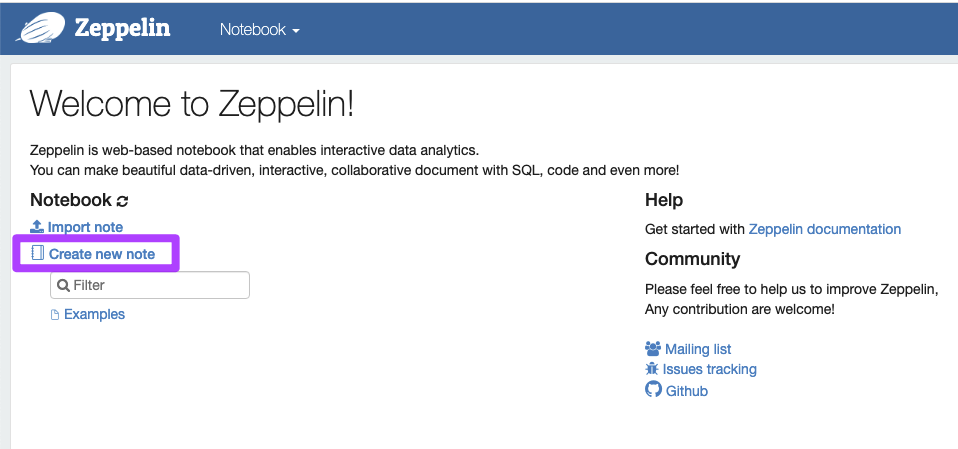 Zeppelin
Notebook
Welcome to Zeppelin!
Zeppelin is web-based notebook that enables interactive data analytics.
You can make beautiful data-driven, interactive, collaborative document with SQL, code and even more!
Notebook
Import note
Create new note
Filter
Examples
Help
Get started with Zeppelin documentation
Community
Please feel free to help us to improve Zeppelin,
Any contribution are welcome!
Mailing list
Issues tracking
Github